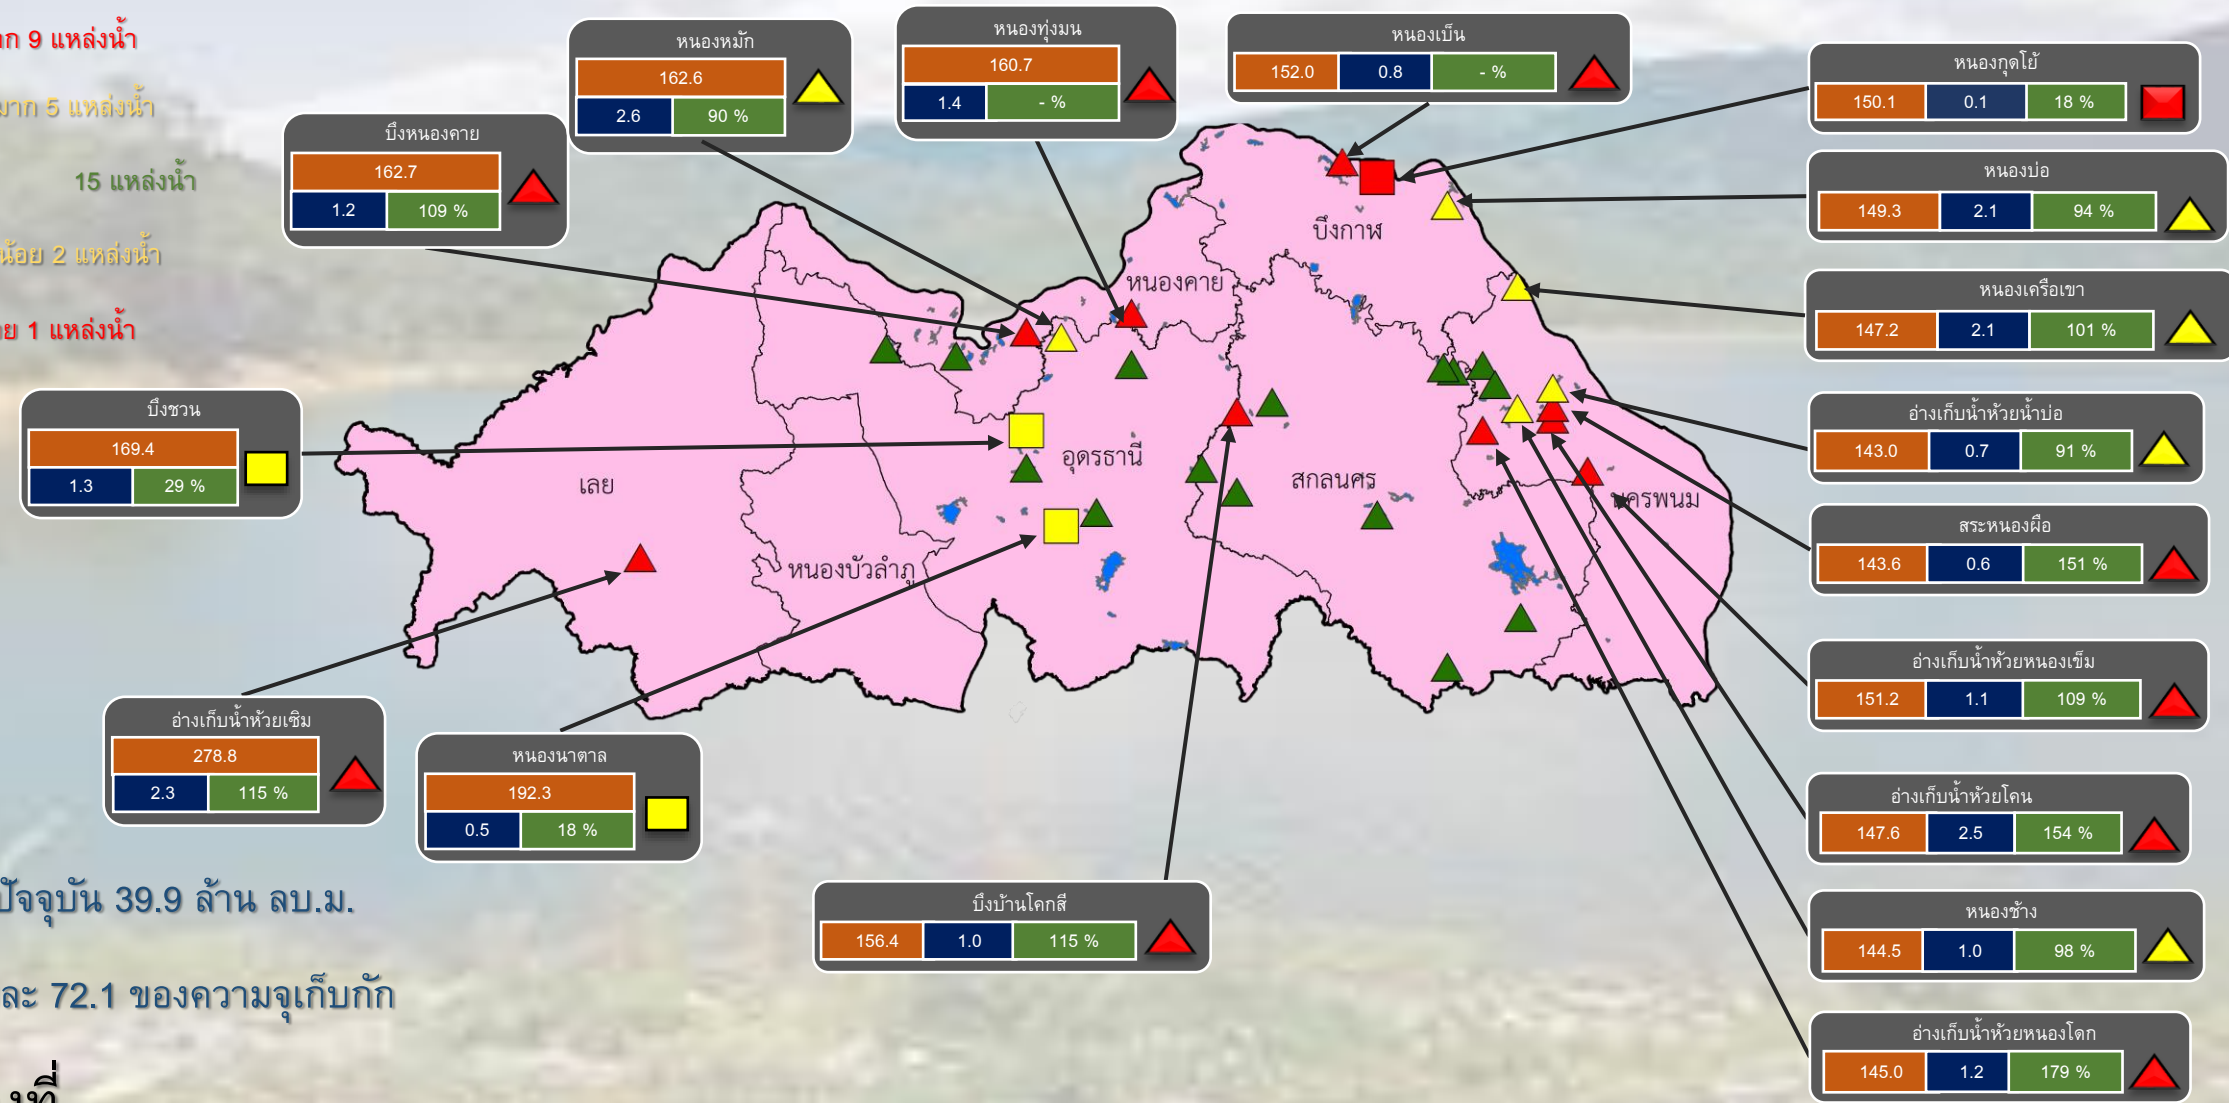 าก 9 แหล่งน้ำ
มาก 5 แหล่งน้ำ
15 แหล่งน้ำ
น้อย 2 แหล่งน้ำ
ย 1 แหล่งน้ำ
หนองหมัก
162.6
2.6 90 %
หนองทุ่งมน
160.7
1.4 - %
หนองเบ็น
152.0 0.8 - %
หนองกุดโย้
150.1 0.1 18 %
บึงหนองคาย
162.7
1.2 109 %
หนองบ่อ
149.3 2.1 94 %
หนองเครือเขา
147.2 2.1 101 %
บึงชวน
169.4
1.3 29 %
อ่างเก็บน้ำห้วยน้ำบ่อ
143.0 0.7 91 %
สระหนองผือ
143.6 0.6 151 %
อ่างเก็บน้ำห้วยหนองเข็ม
151.2 1.1 109 %
บึงกาฬ
หนองคาย
อุดรธานี
เลย
สกลนคร
นครพนม
หนองบัวลำภู
อ่างเก็บน้ำห้วยเซิม
278.8
2.3 115 %
หนองนาตาล
192.3
0.5 18 %
อ่างเก็บน้ำห้วยโคน
147.6 2.5 154 %
บึงบ้านโคกสี
156.4 1.0 115 %
หนองช้าง
144.5 1.0 98 %
อ่างเก็บน้ำห้วยหนองโดก
145.0 1.2 179 %
ปัจจุบัน 39.9 ล้าน ลบ.ม.
ละ 72.1 ของความจุเก็บกัก
งที่